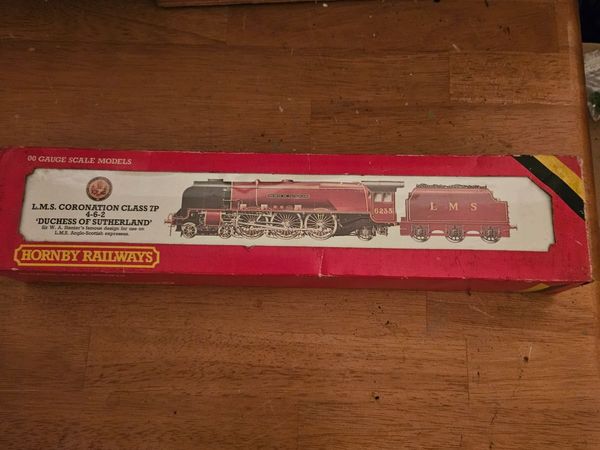 00 GAUGE SCALE MODELS
L.M.S. CORONATION CLASS 7P
4-6-2
'DUCHESS OF SUTHERLAND'
Sir W. A. Stanier's famous design for use on
L.M.S. Anglo-Scottish expresses.
HORNBY RAILWAYS
6233
L M S